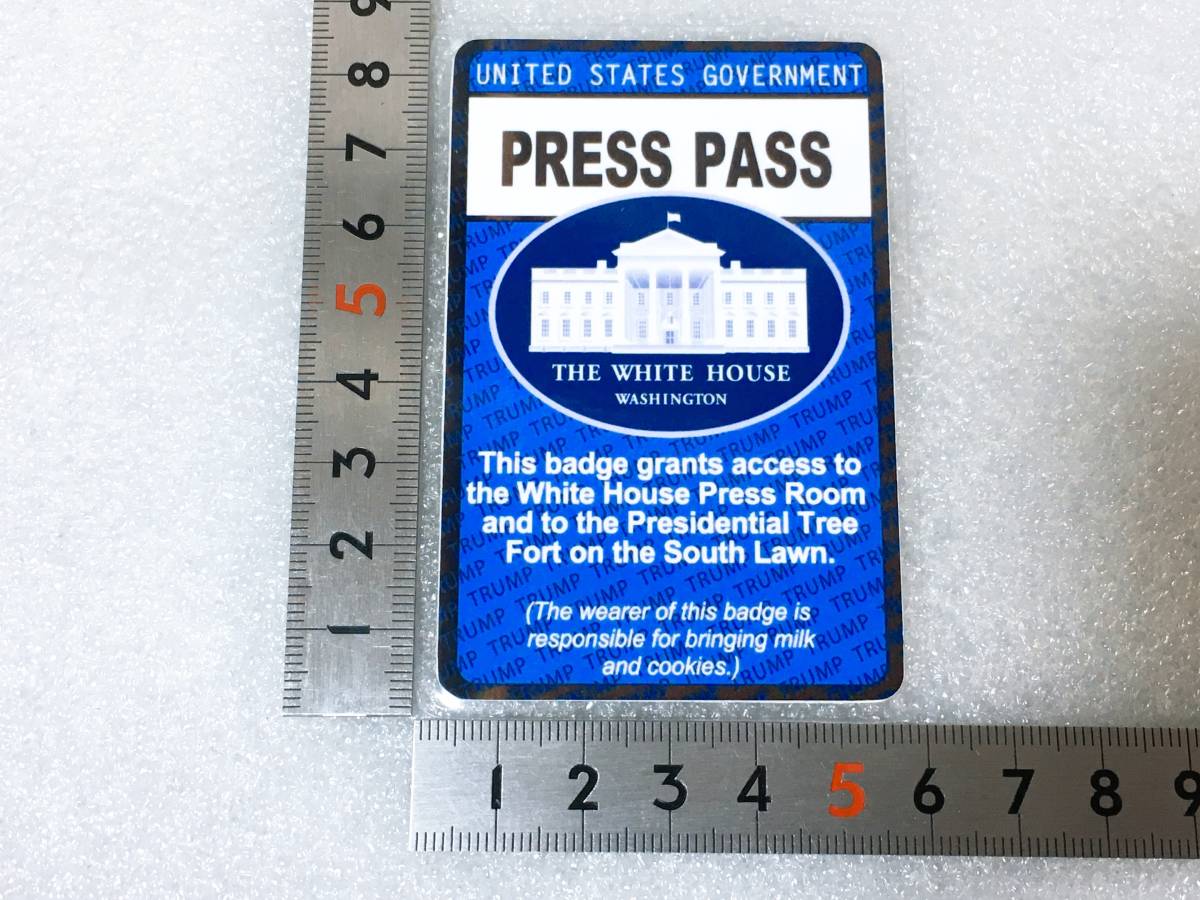 UNITED STATES GOVERNMENT
PRESS PASS
THE WHITE HOUSE
WASHINGTON
This badge grants access to
the White House Press Room
and to the Presidential Tree
Fort on the South Lawn.
(The wearer of this badge is
responsible for bringing milk
and cookies.)
TRUMP TRUMP TRUMP TRUMP
9
8
7
6
5
4
3
2
1
1 2 3 4 5 6 7 8 9